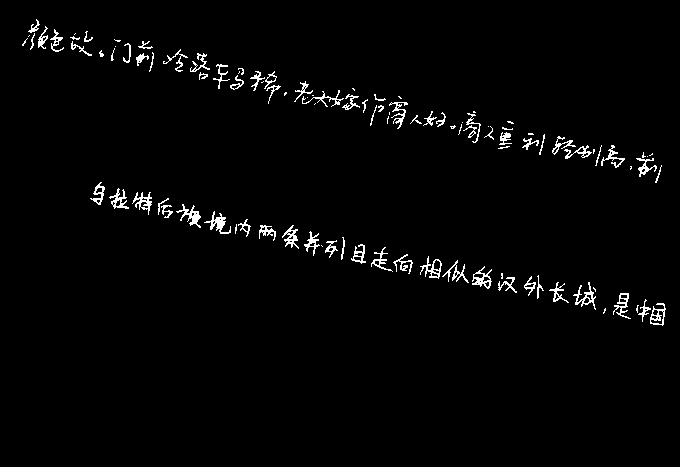 颜色故。门前冷落车马稀,老大嫁作商人妇。商人重利轻别离,前
乌拉特后旗境内两条并列且走向相似的汉外长城,是中国